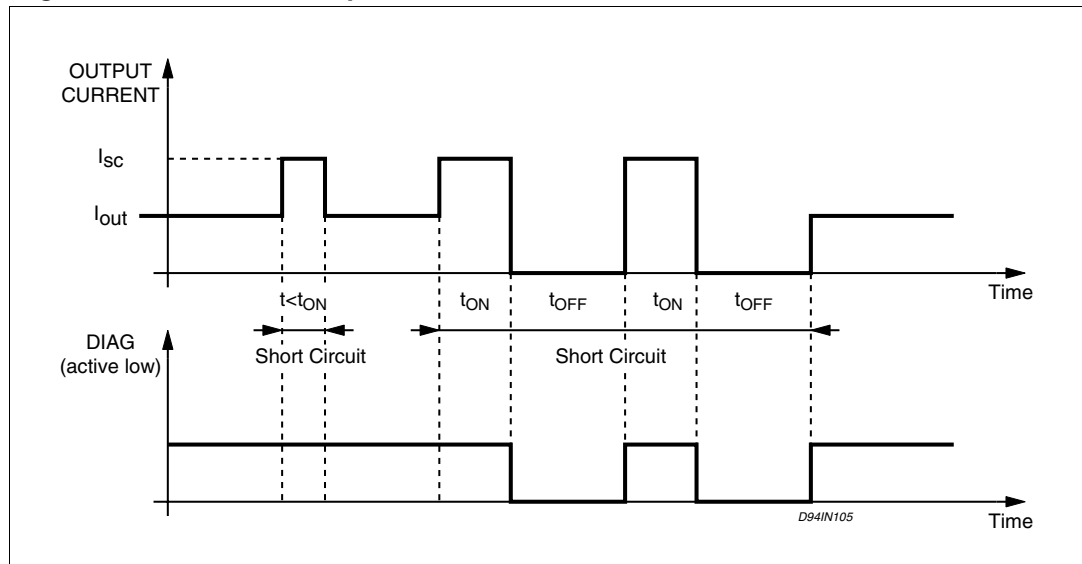 OUTPUT
CURRENT
Isc
Iout
t<tON
tON
tOFF
tON
tOFF
Time
DIAG
(active low)
Short Circuit
Short Circuit
D94IN105
Time